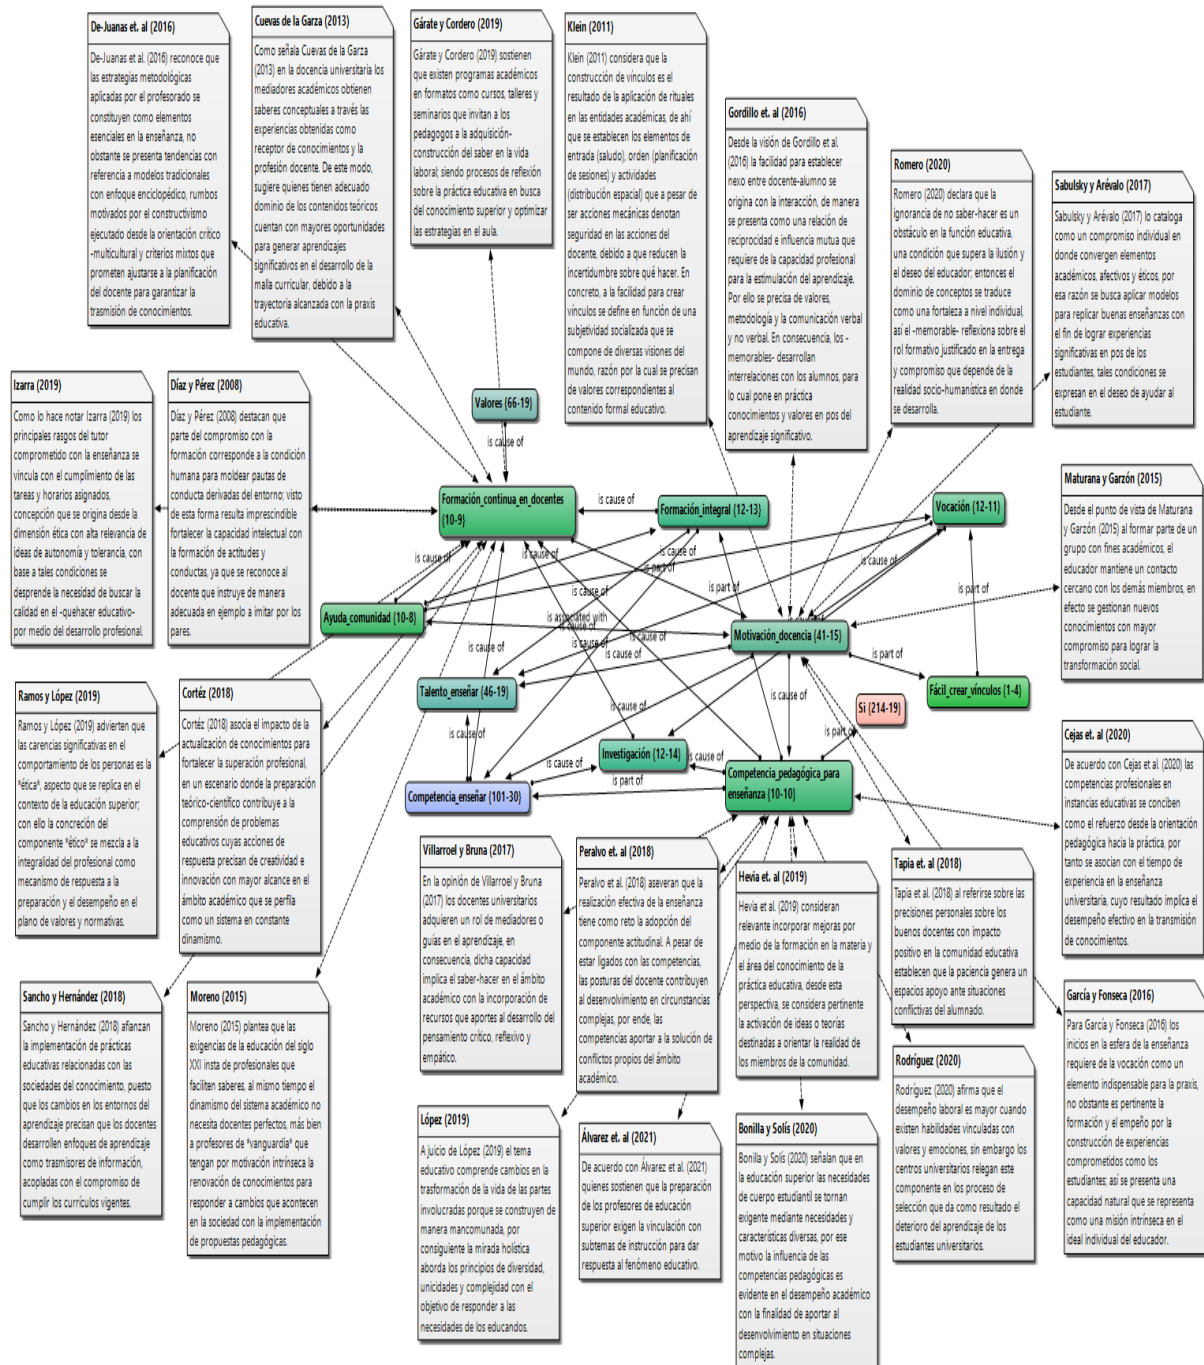 De-Juanas et. al (2016)
De-Juanas et al. (2016) reconoce que
las estrategias metodológicas
aplicadas por el profesorado se
constituyen como elementos
esenciales en la enseñanza, no
obstante se presenta tendencias con
referencia a modelos tradicionales
con enfoque enciclopédico, rumbos
motivados por el constructivismo
ejecutado desde la orientación crítico
-multicultural y criterios mixtos que
prometen ajustarse a la planificación
del docente para garantizar la
trasmisión de conocimientos.
Cuevas de la Garza (2013)
Como señala Cuevas de la Garza
(2013) en la docencia universitaria los
mediadores académicos obtienen
saberes conceptuales a través las
experiencias obtenidas como
receptor de conocimientos y la
profesión docente. De este modo,
sugiere quienes tienen adecuado
dominio de los contenidos teóricos
cuentan con mayores oportunidades
para generar aprendizajes
significativos en el desarrollo de la
malla curricular, debido a la
trayectoria alcanzada con la praxis
educativa.
Gárate y Cordero (2019)
Gárate y Cordero (2019) sostienen
que existen programas académicos
en formatos como cursos, talleres y
seminarios que invitan a los
pedagogos a la adquisición-
construcción del saber en la vida
laboral; siendo procesos de reflexión
sobre la práctica educativa en busca
del conocimiento superior y optimizar
las estrategias en el aula.
Klein (2011)
Klein (2011) considera que la
construcción de vínculos es el
resultado de la aplicación de rituales
en las entidades académicas, de ahí
que se establecen los elementos de
entrada (saludo), orden (planificación
de sesiones) y actividades
(distribución espacial) que a pesar de
ser acciones mecánicas denotan
seguridad en las acciones del
docente, debido a que reducen la
incertidumbre sobre qué hacer. En
concreto, a la facilidad para crear
vínculos se define en función de una
subjetividad socializada que se
compone de diversas visiones del
mundo, razón por la cual se precisan
de valores correspondientes al
contenido formal educativo.
Gordillo et. al (2016)
Desde la visión de Gordillo et al.
(2016) la facilidad para establecer
nexo entre docente-alumno se
origina con la interacción, de manera
se presenta como una relación de
reciprocidad e influencia mutua que
requiere de la capacidad profesional
para la estimulación del aprendizaje.
Por ello se precisa de valores,
metodología y la comunicación verbal
y no verbal. En consecuencia, los -
memorables- desarrollan
interrelaciones con los alumnos, para
lo cual pone en práctica
conocimientos y valores en pos del
aprendizaje significativo.
Romero (2020)
Romero (2020) declara que la
ignorancia de no saber-hacer es un
obstáculo en la función educativa,
una condición que supera la ilusión y
el deseo del educador; entonces el
dominio de conceptos se traduce
como una fortaleza a nivel individual,
así el -memorable- reflexiona sobre el
rol formativo justificado en la entrega
y compromiso que depende de la
realidad socio-humanística en donde
se desarrolla.
Sabulsky y Arévalo (2017)
Sabulsky y Arévalo (2017) lo cataloga
como un compromiso individual en
donde convergen elementos
académicos, afectivos y éticos, por
esa razón se busca aplicar modelos
para replicar buenas enseñanzas con
el fin de lograr experiencias
significativas en pos de los
estudiantes, tales condiciones se
expresan en el deseo de ayudar al
estudiante.
Izarra (2019)
Como lo hace notar Izarra (2019) los
principales rasgos del tutor
comprometido con la enseñanza se
vincula con el cumplimiento de las
tareas y horarios asignados,
concepción que se origina desde la
dimensión ética con alta relevancia de
ideas de autonomía y tolerancia, con
base a tales condiciones se
desprende la necesidad de buscar la
calidad en el -quehacer educativo-
por medio del desarrollo profesional.
Díaz y Pérez (2008)
Díaz y Pérez (2008) destacan que
parte del compromiso con la
formación corresponde a la condición
humana para moldear pautas de
conducta derivadas del entorno; visto
de esta forma resulta imprescindible
fortalecer la capacidad intelectual con
la formación de actitudes y
conductas, ya que se reconoce al
docente que instruye de manera
adecuada en ejemplo a imitar por los
pares.
Maturana y Garzón (2015)
Desde el punto de vista de Maturana
y Garzón (2015) al formar parte de un
grupo con fines académicos, el
educador mantiene un contacto
cercano con los demás miembros, en
efecto se gestionan nuevos
conocimientos con mayor
compromiso para lograr la
transformación social.
Valores {66-19}
is cause of
Formación_continua_en_docentes
{10-9}
is cause of
Formación_integral {12-13}
Vocación {12-11}
is cause of
is cause of
is part of
is part of
is cause of
is part of
Ayuda_comunidad {10-8}
is associated with
is cause of
is cause of
is cause of
Motivación_docencia {41-15}
is part of
is part of
Talento_enseñar {46-19}
Fácil_crear_vínculos {1-4}
is cause of
Si {214-19}
is cause of
is part of
Investigación {12-14}
is cause of
is cause of
is part of
Competencia_enseñar {101-30}
Competencia_pedagógica_para
enseñanza {10-10}
Ramos y López (2019)
Ramos y López (2019) advierten que
las carencias significativas en el
comportamiento de los personas es la
*ética*, aspecto que se replica en el
contexto de la educación superior;
con ello la concreción del
componente *ético* se mezcla a la
integralidad del profesional como
mecanismo de respuesta a la
preparación y el desempeño en el
plano de valores y normativas.
Cortéz (2018)
Cortéz (2018) asocia el impacto de la
actualización de conocimientos para
fortalecer la superación profesional,
en un escenario donde la preparación
teórico-científico contribuye a la
comprensión de problemas
educativos cuyas acciones de
respuesta precisan de creatividad e
innovación con mayor alcance en el
ámbito académico que se perfila
como un sistema en constante
dinamismo.
Cejas et. al (2020)
De acuerdo con Cejas et al. (2020) las
competencias profesionales en
instancias educativas se conciben
como el refuerzo desde la orientación
pedagógica hacia la práctica, por
tanto se asocian con el tiempo de
experiencia en la enseñanza
universitaria, cuyo resultado implica el
desempeño efectivo en la transmisión
de conocimientos.
Villarroel y Bruna (2017)
En la opinión de Villarroel y Bruna
(2017) los docentes universitarios
adquieren un rol de mediadores o
guías en el aprendizaje, en
consecuencia, dicha capacidad
implica el saber-hacer en el ámbito
académico con la incorporación de
recursos que aportes al desarrollo del
pensamiento crítico, reflexivo y
empático.
Peralvo et. al (2018)
Peralvo et al. (2018) aseveran que la
realización efectiva de la enseñanza
tiene como reto la adopción del
componente actitudinal. A pesar de
estar ligados con las competencias,
las posturas del docente contribuyen
al desenvolvimiento en circunstancias
complejas, por ende, las
competencias aportan a la solución de
conflictos propios del ámbito
académico.
Hevia et. al (2019)
Hevia et al. (2019) consideran
relevante incorporar mejoras por
medio de la formación en la materia y
el área del conocimiento de la
práctica educativa, desde esta
perspectiva, se considera pertinente
la activación de ideas o teorías
destinadas a orientar la realidad de
los miembros de la comunidad.
Tapia et. al (2018)
Tapia et. al (2018) al referirse sobre las
precisiones personales sobre los
buenos docentes con impacto
positivo en la comunidad educativa
establecen que la paciencia genera un
espacios apoyo ante situaciones
conflictivas del alumnado.
Sancho y Hernández (2018)
Sancho y Hernández (2018) afianzan
la implementación de prácticas
educativas relacionadas con las
sociedades del conocimiento, puesto
que los cambios en los entornos del
aprendizaje precisan que los docentes
desarrollen enfoques de aprendizaje
como trasmisores de información,
acopladas con el compromiso de
cumplir los currículos vigentes.
Moreno (2015)
Moreno (2015) plantea que las
exigencias de la educación del siglo
XXI insta de profesionales que
faciliten saberes, al mismo tiempo el
dinamismo del sistema académico no
necesita docentes perfectos, más bien
a profesores de *vanguardia* que
tengan por motivación intrínseca la
renovación de conocimientos para
responder a cambios que acontecen
en la sociedad con la implementación
de propuestas pedagógicas.
García y Fonseca (2016)
Para García y Fonseca (2016) los
inicios en la esfera de la enseñanza
requiere de la vocación como un
elemento indispensable para la praxis,
no obstante es pertinente la
formación y el empeño por la
construcción de experiencias
comprometidos como los
estudiantes; así se presenta una
capacidad natural que se representa
como una misión intrínseca en el
ideal individual del educador.
Rodríguez (2020)
Rodríguez (2020) afirma que el
desempeño laboral es mayor cuando
existen habilidades vinculadas con
valores y emociones, sin embargo los
centros universitarios relegan este
componente en los proceso de
selección que da como resultado el
deterioro del aprendizaje de los
estudiantes universitarios.
López (2019)
A juicio de López (2019) el tema
educativo comprende cambios en la
trasformación de la vida de las partes
involucradas porque se construyen de
manera mancomunada, por
consiguiente la mirada holística
aborda los principios de diversidad,
unicidades y complejidad con el
objetivo de responder a las
necesidades de los educandos.
Álvarez et. al (2021)
De acuerdo con Álvarez et al. (2021)
quienes sostienen que la preparación
de los profesores de educación
superior exigen la vinculación con
subtemas de instrucción para dar
respuesta al fenómeno educativo.
Bonilla y Solís (2020)
Bonilla y Solís (2020) señalan que en
la educación superior las necesidades
de cuerpo estudiantil se tornan
exigente mediante necesidades y
características diversas, por ese
motivo la influencia de las
competencias pedagógicas es
evidente en el desempeño académico
con la finalidad de aportar al
desenvolvimiento en situaciones
complejas.